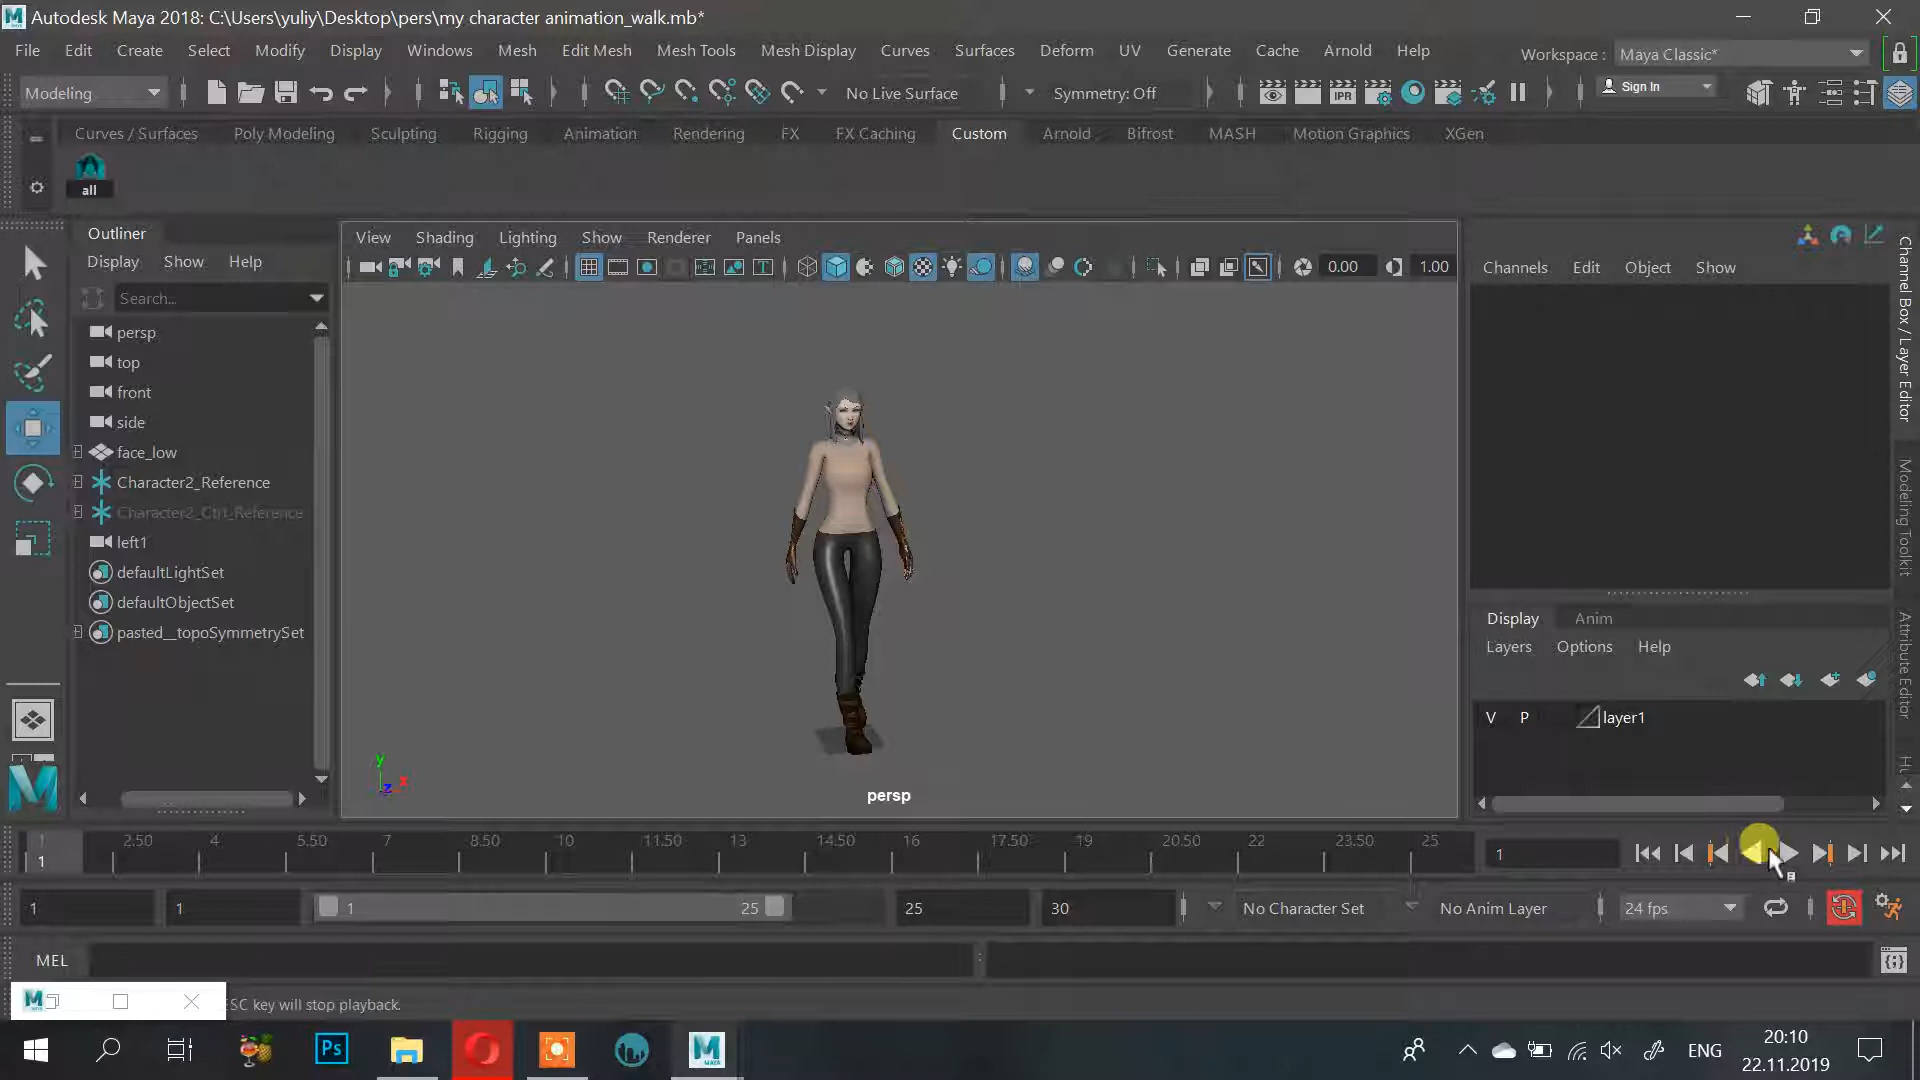 Autodesk Maya 2018: C:\Users\yuliy\Desktop\pers\my character animation_walk.mb*
File Edit Create Select Modify Display Windows Mesh Edit Mesh Mesh Tools Mesh Display Curves Surfaces Deform UV Generate Cache Arnold Help Workspace : Maya Classic*
Modeling No Live Surface Symmetry: Off IPR Sign In
Curves / Surfaces Poly Modeling Sculpting Rigging Animation Rendering FX FX Caching Custom Arnold Bifrost MASH Motion Graphics XGen
all
Outliner
Display Show Help
Search...
persp
top
front
side
face_low
Character2_Reference
Character2_Ctrl_Reference
left1
defaultLightSet
defaultObjectSet
pasted__topoSymmetrySet
View Shading Lighting Show Renderer Panels
0.00 1.00
y
x
z
persp
Channels Edit Object Show
Display Anim
Layers Options Help
V P layer1
Channel Box / Layer Editor
Modeling Toolkit
Attribute Editor
1 2.50 4 5.50 7 8.50 10 11.50 13 14.50 16 17.50 19 20.50 22 23.50 25
1 1
1 1 1 25 25 30 No Character Set No Anim Layer 24 fps
MEL
SC key will stop playback.
Ps
MAYA
ENG
20:10
22.11.2019